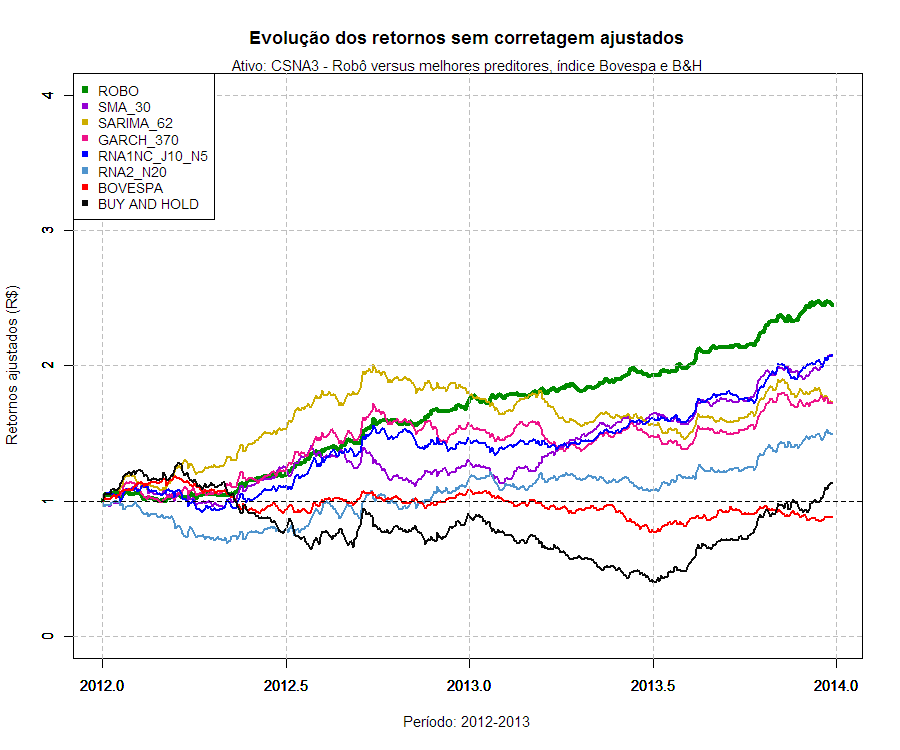 Evolução dos retornos sem corretagem ajustados
Ativo: CSNA3 - Robô versus melhores preditores, índice Bovespa e B&H
ROBO
SMA_30
SARIMA_62
GARCH_370
RNA1NC_J10_N5
RNA2_N20
BOVESPA
BUY AND HOLD
Retornos ajustados (R$)
4
3
2
1
0
2012.0 2012.5 2013.0 2013.5 2014.0
Período: 2012-2013